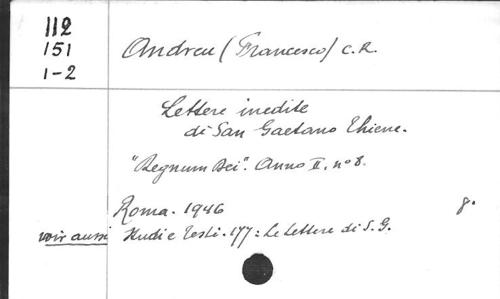 112
151
1-2
Andreu (Francesco) C. R.
Lettere inedite
di San Gaetano Thiene.
"Regnum Dei". Anno II, nº 8.
Roma. 1946 8.
voir aussi Studi e Testi. 177: Le Lettere di S. G.